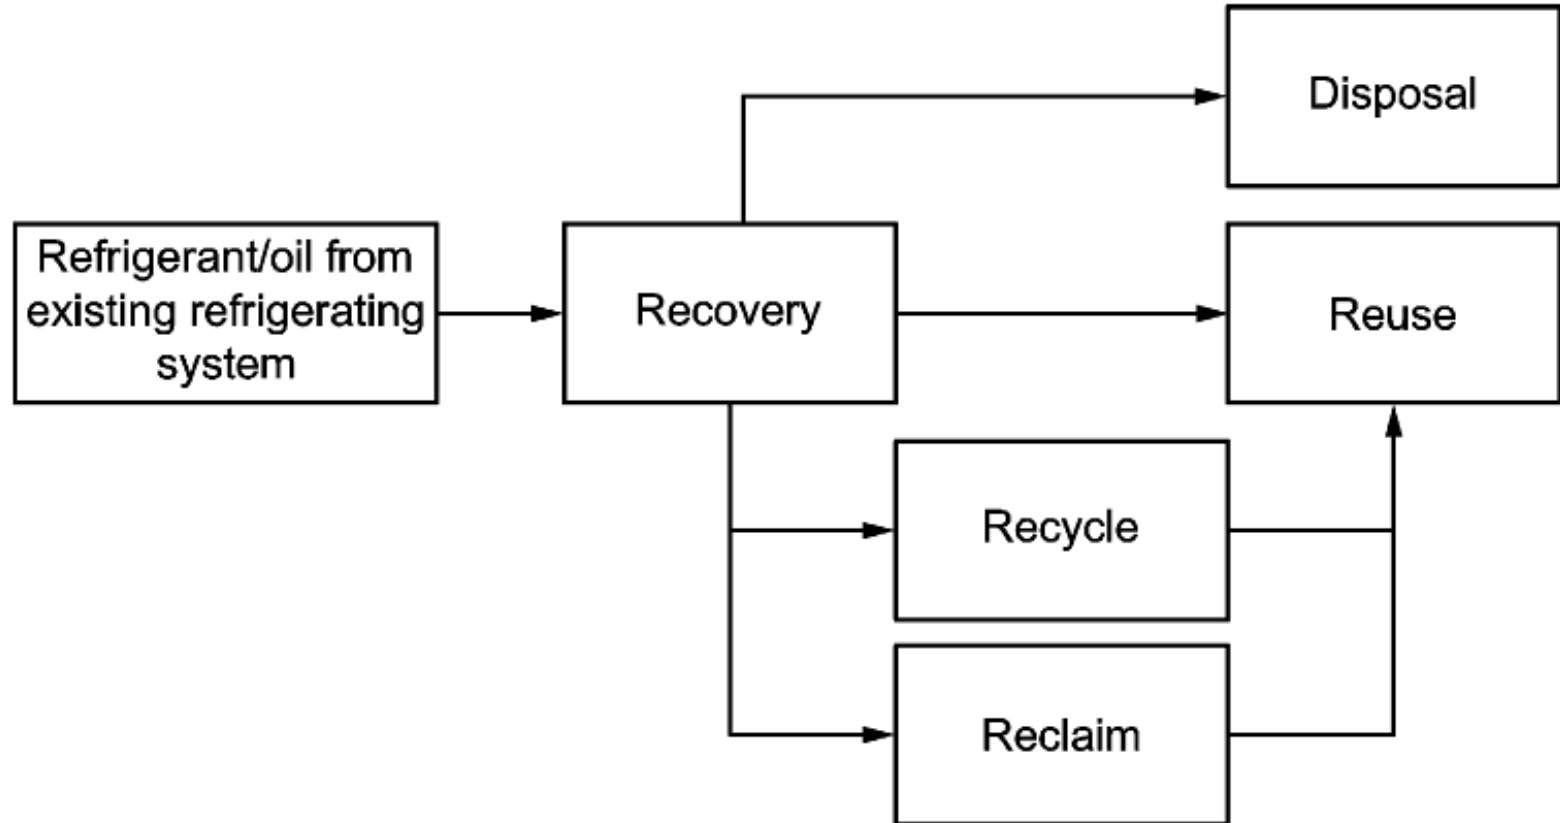 Disposal
Refrigerant/oil from
existing refrigerating
system
Recovery
Reuse
Recycle
Reclaim